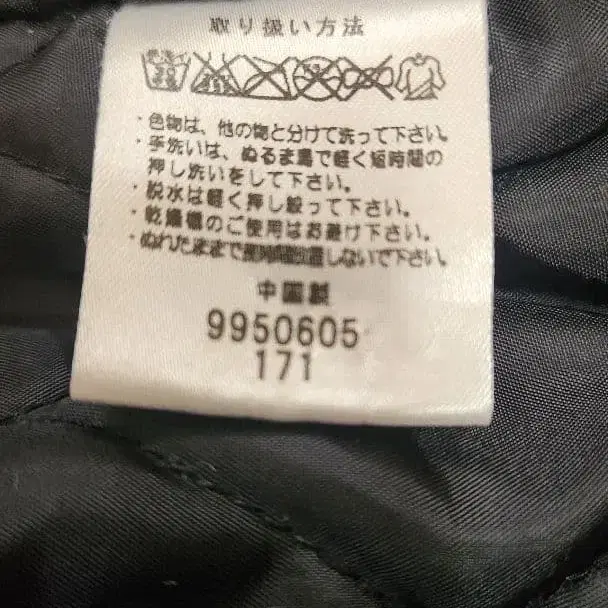 取り扱い方法
・色物は、他の物と分けて洗って下さい。
・手洗いは、ぬるま湯で軽く短時間の
押し洗いをして下さい。
・脱水は軽く押し絞って下さい。
・乾燥機のご使用はお避け下さい。
・ぬれたままで長時間放置しないで下さい。
中国製
9950605
171